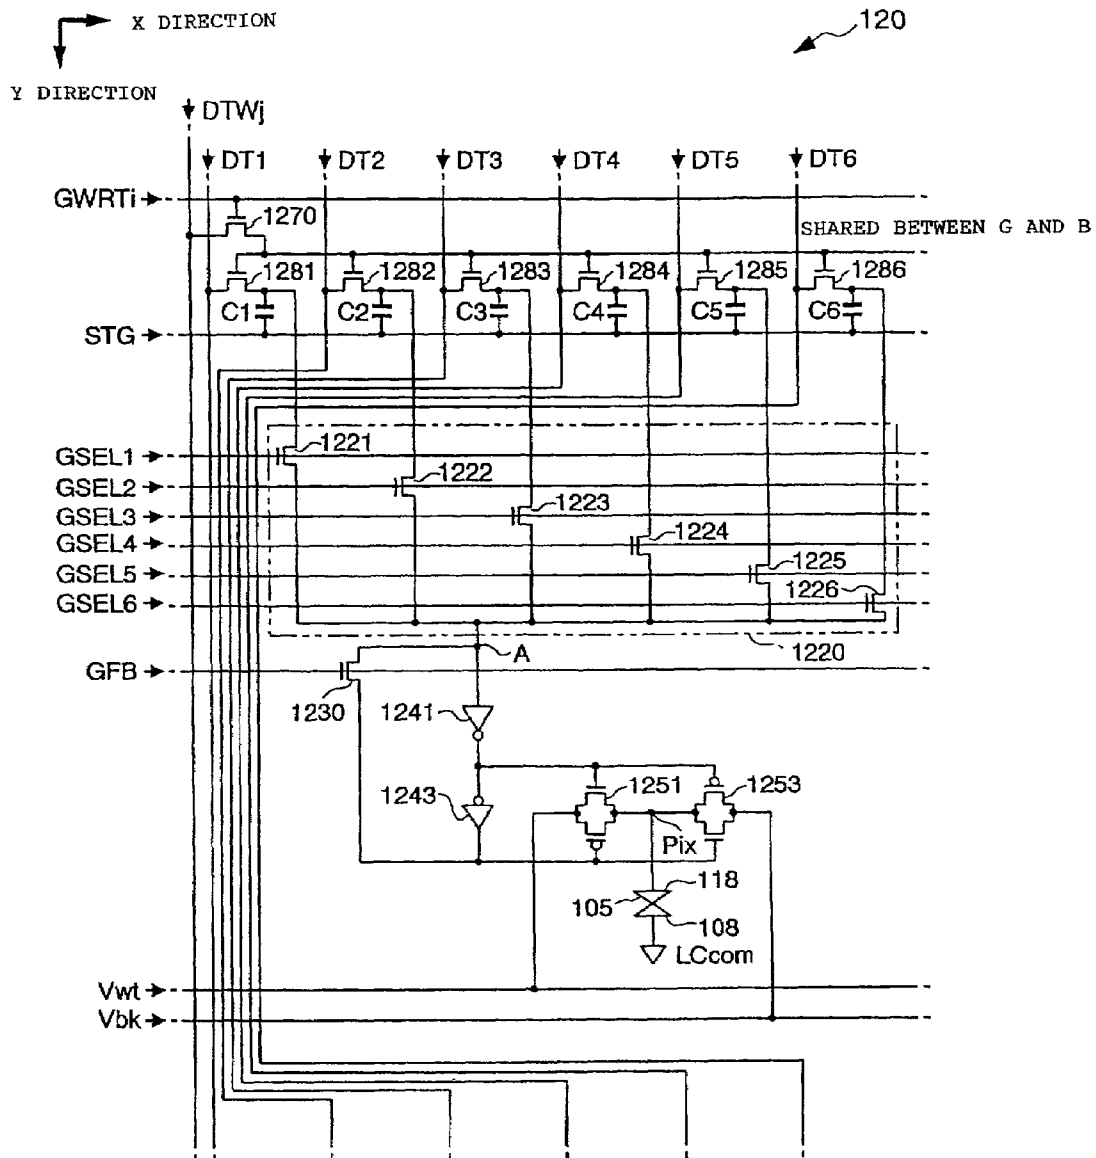 X DIRECTION
120
Y DIRECTION
DTWj
DT1 DT2 DT3 DT4 DT5 DT6
GWRTi
1270
SHARED BETWEEN G AND B
1281 1282 1283 1284 1285 1286
C1 C2 C3 C4 C5 C6
STG
GSEL1 1221
GSEL2 1222
GSEL3 1223
GSEL4 1224
GSEL5 1225
GSEL6 1226
1220
A
GFB
1230 1241
1251 1253
1243
Pix
118
105
108
LCcom
Vwt
Vbk